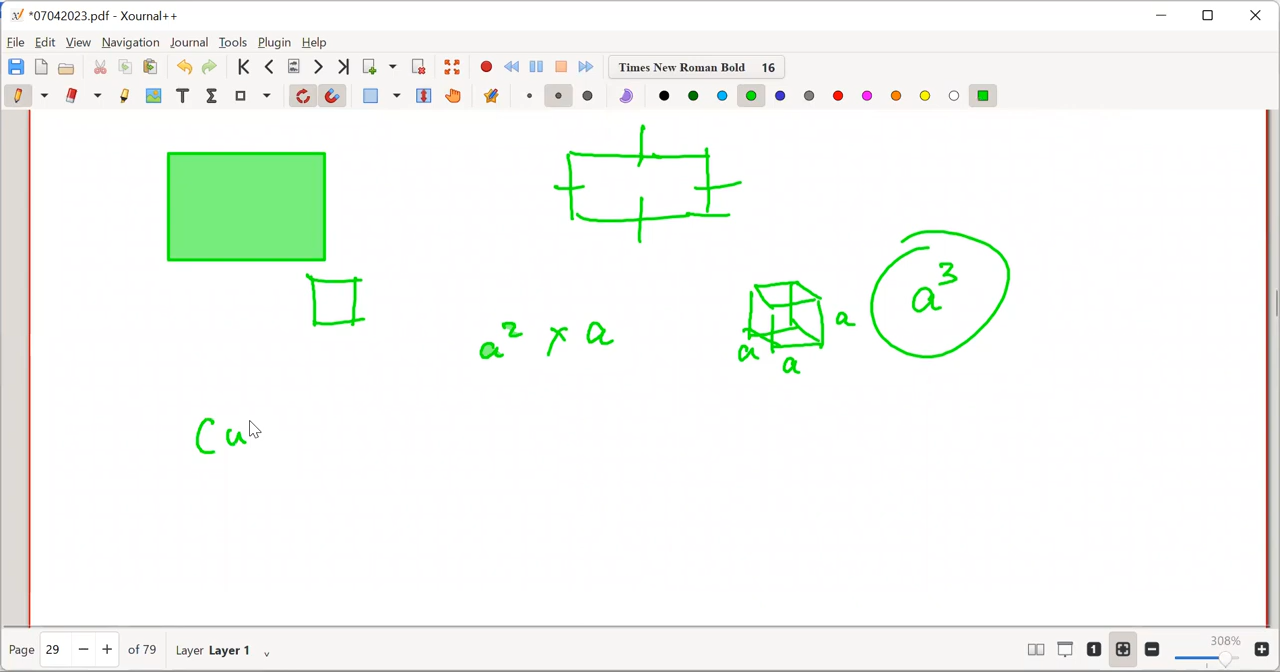 *07042023.pdf - Xournal++
File Edit View Navigation Journal Tools Plugin Help
Times New Roman Bold 16
a³
a² × a
a
a
a
Cu
308%
Page 29 of 79 Layer Layer 1